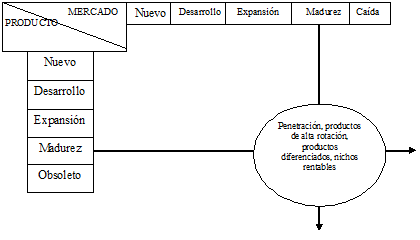 MERCADO
PRODUCTO
Nuevo
Desarrollo
Expansión
Madurez
Caída
Nuevo
Desarrollo
Expansión
Madurez
Obsoleto
Penetración, productos
de alta rotación,
productos
diferenciados, nichos
rentables